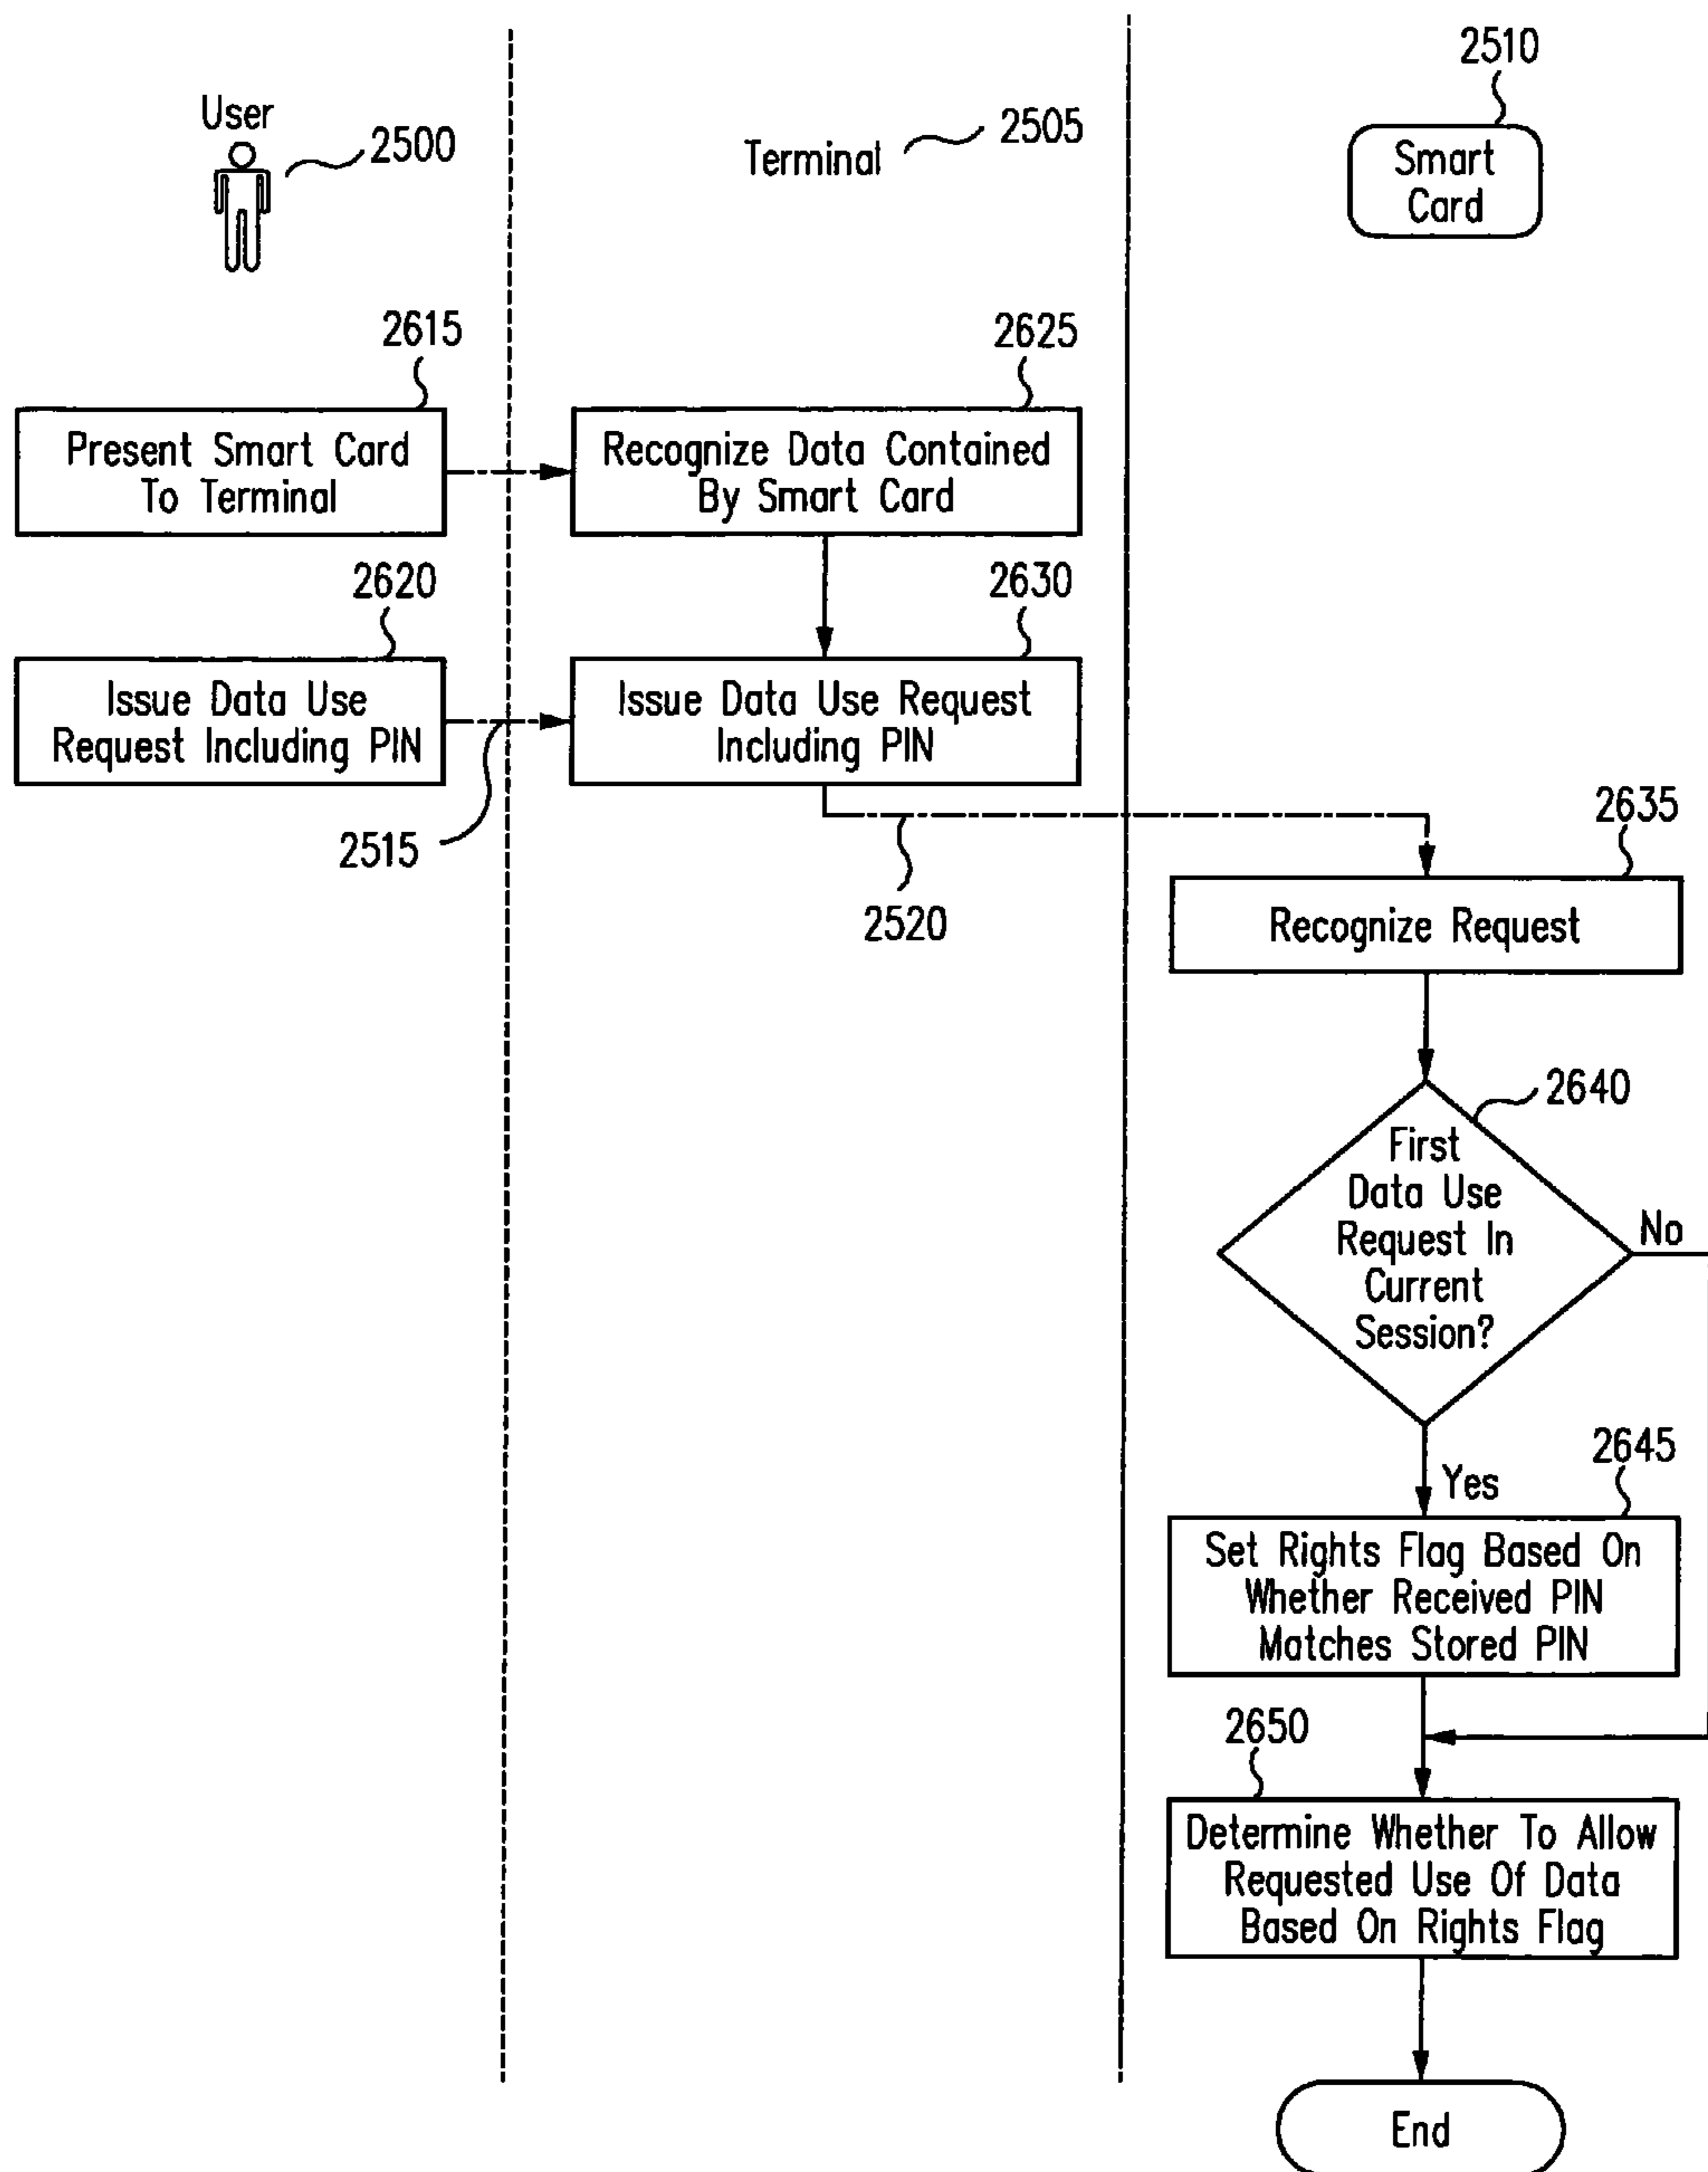 2510
User
2500
Terminal
2505
Smart
Card
2615
2625
Present Smart Card
To Terminal
Recognize Data Contained
By Smart Card
2620
2630
Issue Data Use
Request Including PIN
Issue Data Use Request
Including PIN
2515
2520
2635
Recognize Request
2640
First
Data Use
Request In
Current
Session?
No
Yes
2645
Set Rights Flag Based On
Whether Received PIN
Matches Stored PIN
2650
Determine Whether To Allow
Requested Use Of Data
Based On Rights Flag
End